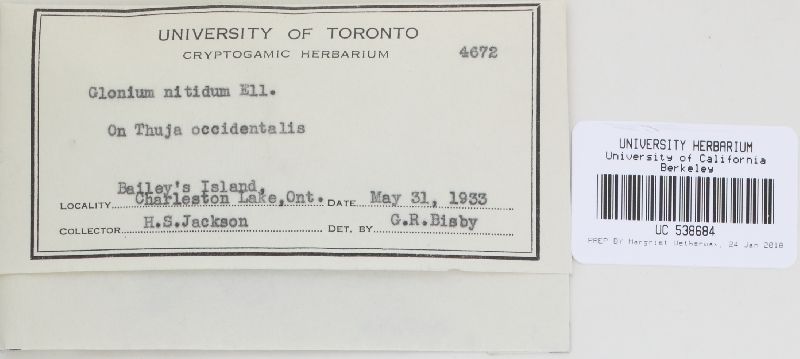 UNIVERSITY OF TORONTO
CRYPTOGAMIC HERBARIUM
4672
Glonium nitidum Ell.
On Thuja occidentalis
Bailey's Island,
LOCALITY Charleston Lake, Ont. DATE May 31, 1933
COLLECTOR H.S.Jackson DET. BY G.R.Bisby
UNIVERSITY HERBARIUM
University of California
Berkeley
UC 538684
PREP BY Margriet Wetherwax, 24 Jan 2018